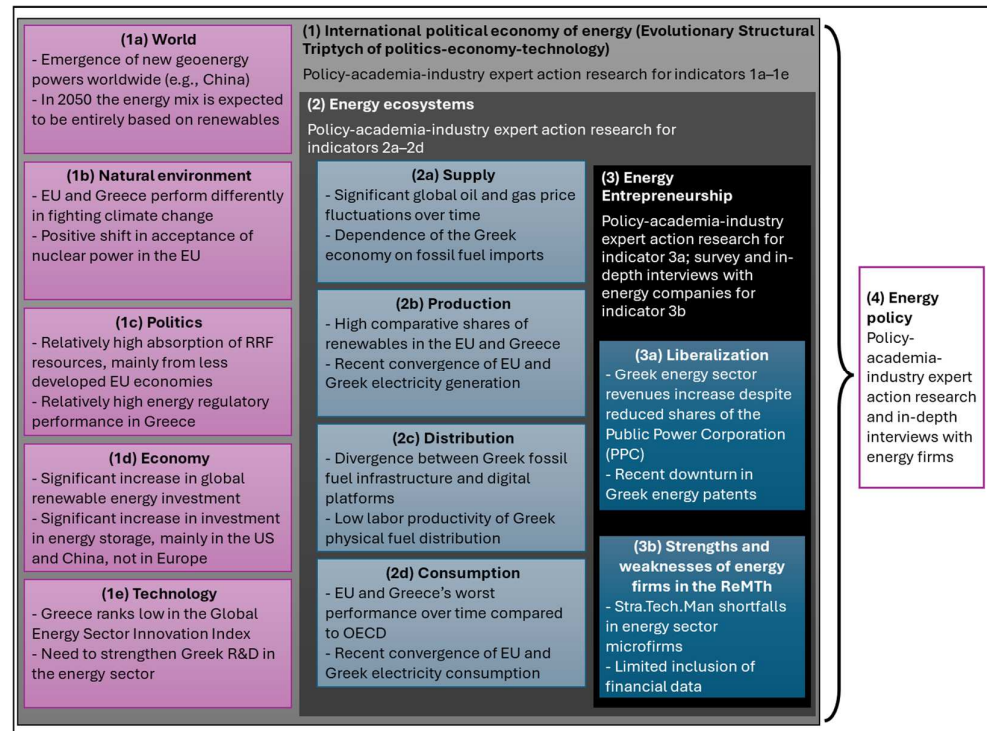 (1a) World
- Emergence of new geoenergy
powers worldwide (e.g., China)
- In 2050 the energy mix is expected
to be entirely based on renewables
(1b) Natural environment
- EU and Greece perform differently
in fighting climate change
- Positive shift in acceptance of
nuclear power in the EU
(1c) Politics
- Relatively high absorption of RRF
resources, mainly from less
developed EU economies
- Relatively high energy regulatory
performance in Greece
(1d) Economy
- Significant increase in global
renewable energy investment
- Significant increase in investment
in energy storage, mainly in the US
and China, not in Europe
(1e) Technology
- Greece ranks low in the Global
Energy Sector Innovation Index
- Need to strengthen Greek R&D in
the energy sector
(1) International political economy of energy (Evolutionary Structural
Triptych of politics-economy-technology)
Policy-academia-industry expert action research for indicators 1a–1e
(2) Energy ecosystems
Policy-academia-industry expert action research for
indicators 2a–2d
(2a) Supply
- Significant global oil and gas price
fluctuations over time
- Dependence of the Greek
economy on fossil fuel imports
(2b) Production
- High comparative shares of
renewables in the EU and Greece
- Recent convergence of EU and
Greek electricity generation
(2c) Distribution
- Divergence between Greek fossil
fuel infrastructure and digital
platforms
- Low labor productivity of Greek
physical fuel distribution
(2d) Consumption
- EU and Greece's worst
performance over time compared
to OECD
- Recent convergence of EU and
Greek electricity consumption
(3) Energy
Entrepreneurship
Policy-academia-industry
expert action research for
indicator 3a; survey and in-
depth interviews with
energy companies for
indicator 3b
(3a) Liberalization
- Greek energy sector
revenues increase despite
reduced shares of the
Public Power Corporation
(PPC)
- Recent downturn in
Greek energy patents
(3b) Strengths and
weaknesses of energy
firms in the ReMTh
- Stra.Tech.Man shortfalls
in energy sector
microfirms
- Limited inclusion of
financial data
(4) Energy
policy
Policy-
academia-
industry expert
action research
and in-depth
interviews with
energy firms